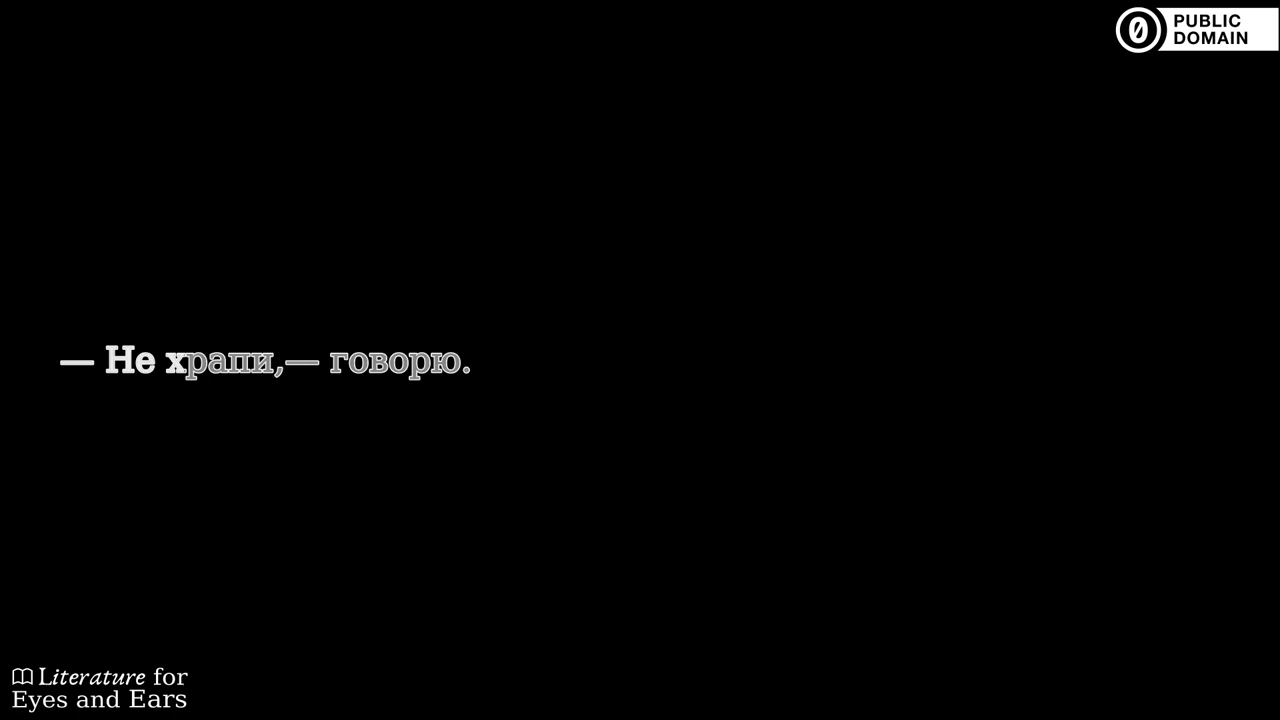 PUBLIC
DOMAIN
— Не храпи,— говорю.
Literature for
Eyes and Ears